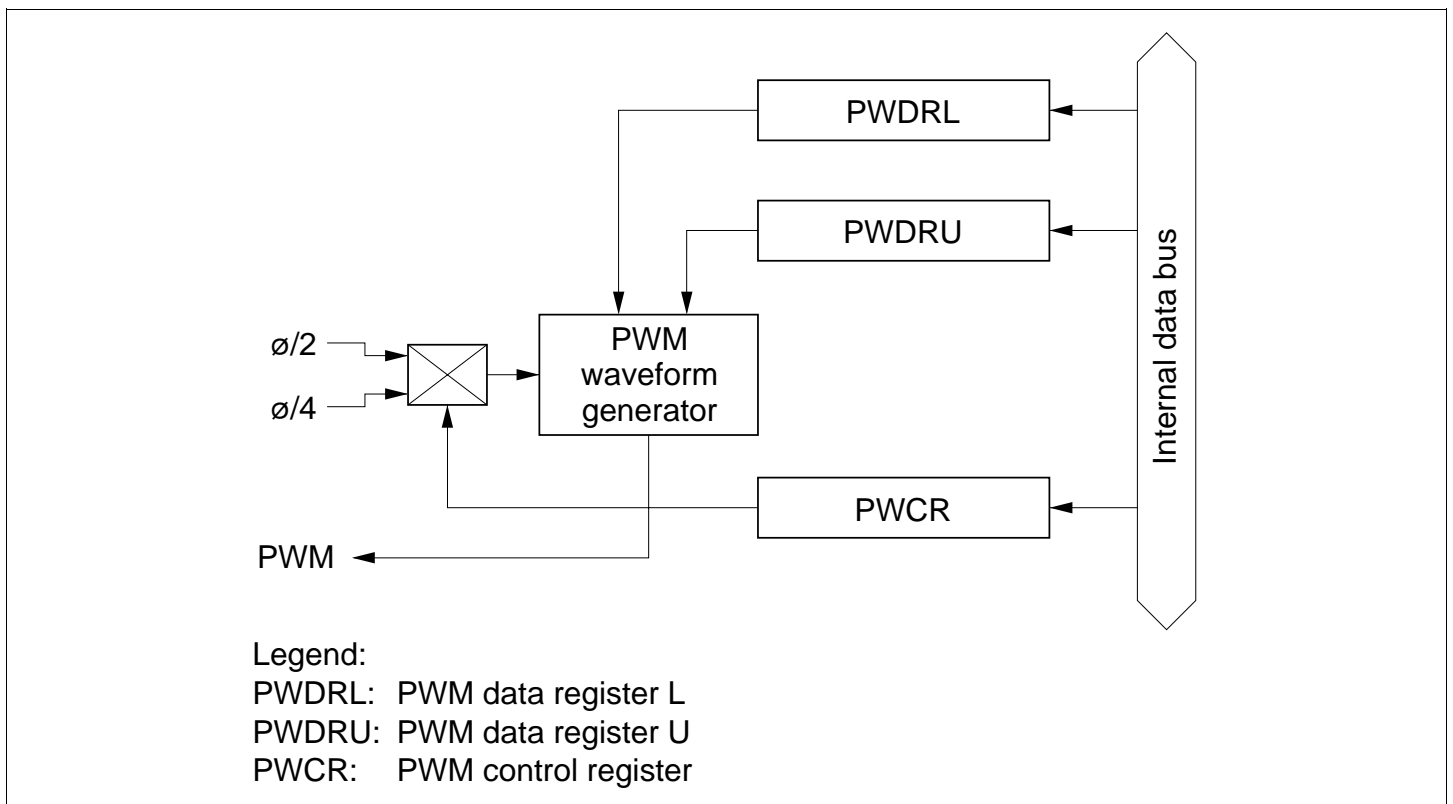 PWDRL
PWDRU
Internal data bus
ø/2
ø/4
PWM
waveform
generator
PWCR
PWM
Legend:
PWDRL: PWM data register L
PWDRU: PWM data register U
PWCR: PWM control register